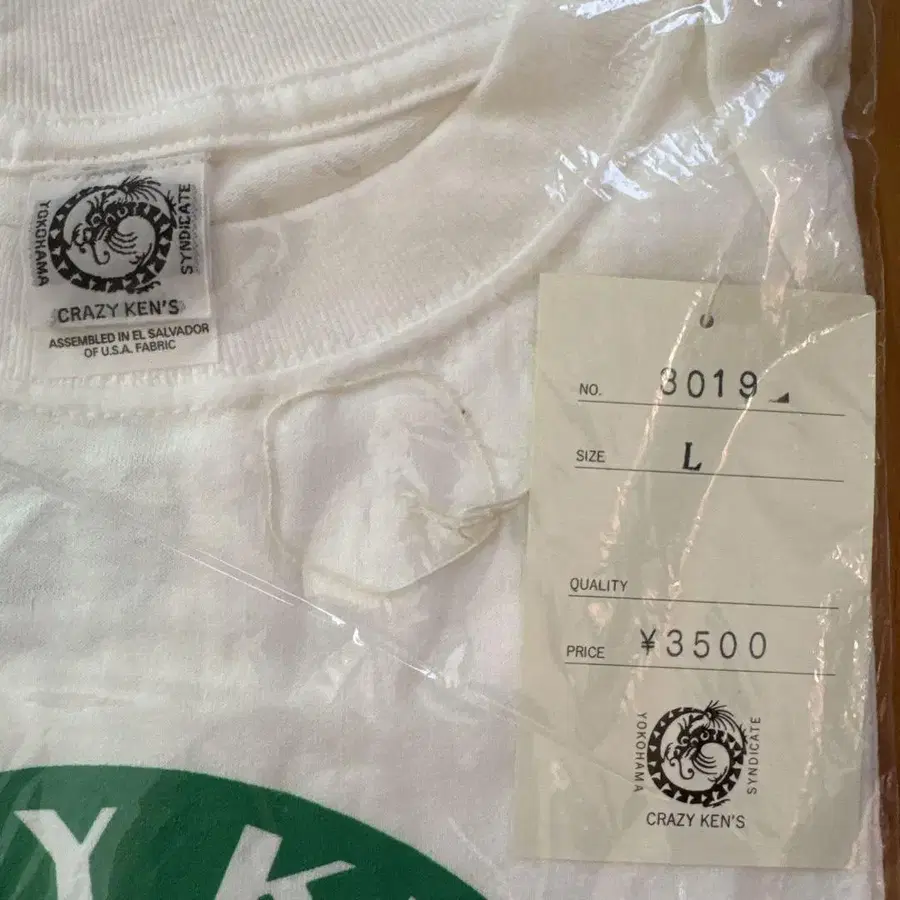 YOKOHAMA
SYNDICATE
CRAZY KEN'S
ASSEMBLED IN EL SALVADOR
OF U.S.A. FABRIC
NO. 3019
SIZE L
QUALITY
PRICE ¥3500
YOKOHAMA
SYNDICATE
CRAZY KEN'S
Y K